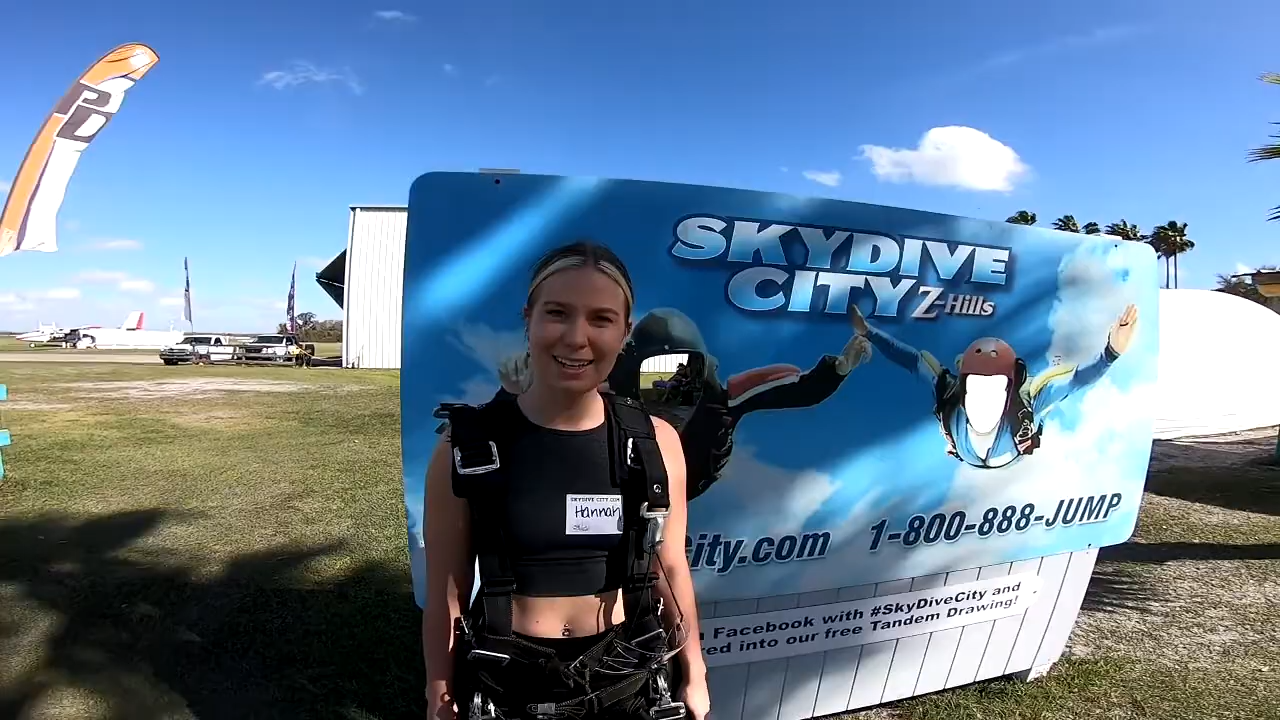 PD
SKYDIVE
CITY Z-Hills
SKYDIVE CITY.COM
Hannah
City.com 1-800-888-JUMP
Facebook with #SkyDiveCity and
red into our free Tandem Drawing!